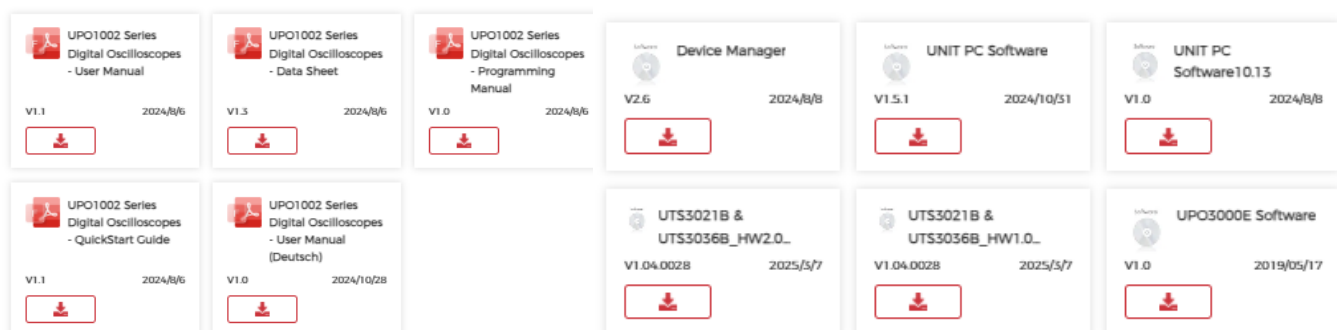 UPO1002 Series
Digital Oscilloscopes
- User Manual
V1.1
2024/8/6
UPO1002 Series
Digital Oscilloscopes
- Data Sheet
V1.3
2024/8/6
UPO1002 Series
Digital Oscilloscopes
- Programming
Manual
V1.0
2024/8/6
Software
Device Manager
V2.6
2024/8/8
Software
UNIT PC Software
V1.5.1
2024/10/31
Software
UNIT PC
Software10.13
V1.0
2024/8/8
UPO1002 Series
Digital Oscilloscopes
- QuickStart Guide
V1.1
2024/8/6
UPO1002 Series
Digital Oscilloscopes
- User Manual
(Deutsch)
V1.0
2024/10/28
UTS3021B &
UTS3036B_HW2.0...
V1.04.0028
2025/3/7
UTS3021B &
UTS3036B_HW1.0...
V1.04.0028
2025/3/7
Software
UPO3000E Software
V1.0
2019/05/17